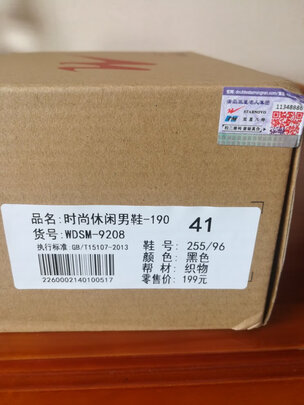 11348886
STARNOVO
品名:时尚休闲男鞋-190
41
货号:WDSM-9208
执行标准 GB/T15107-2013
鞋号:255/96
颜色:黑色
帮材:织物
零售价:199元
2260002140100517